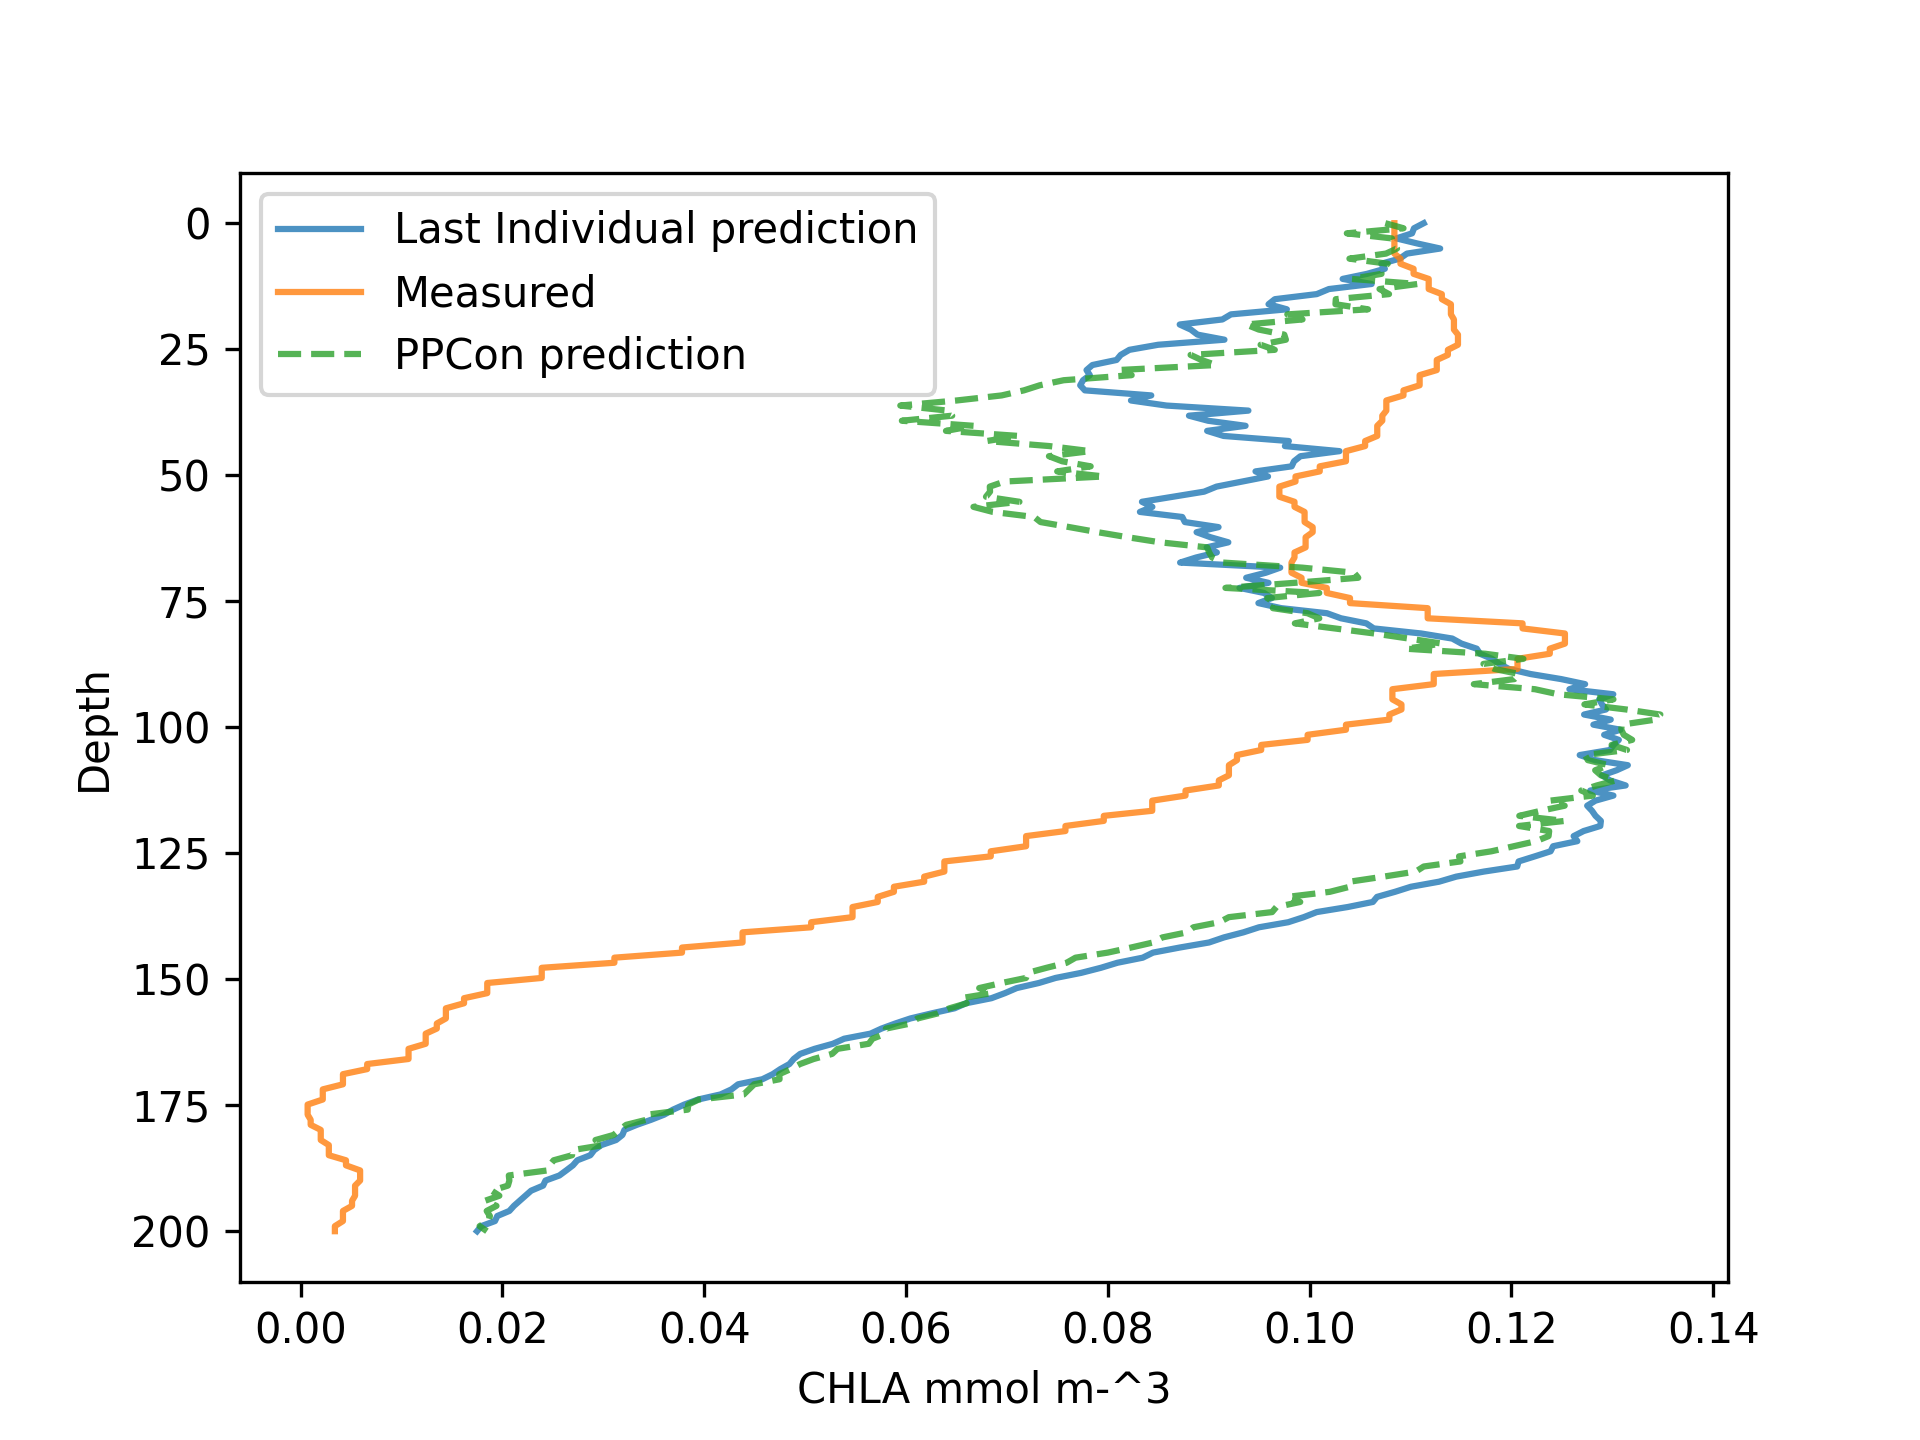 Last Individual prediction
Measured
PPCon prediction
0
25
50
75
100
125
150
175
200
Depth
0.00 0.02 0.04 0.06 0.08 0.10 0.12 0.14
CHLA mmol m-^3